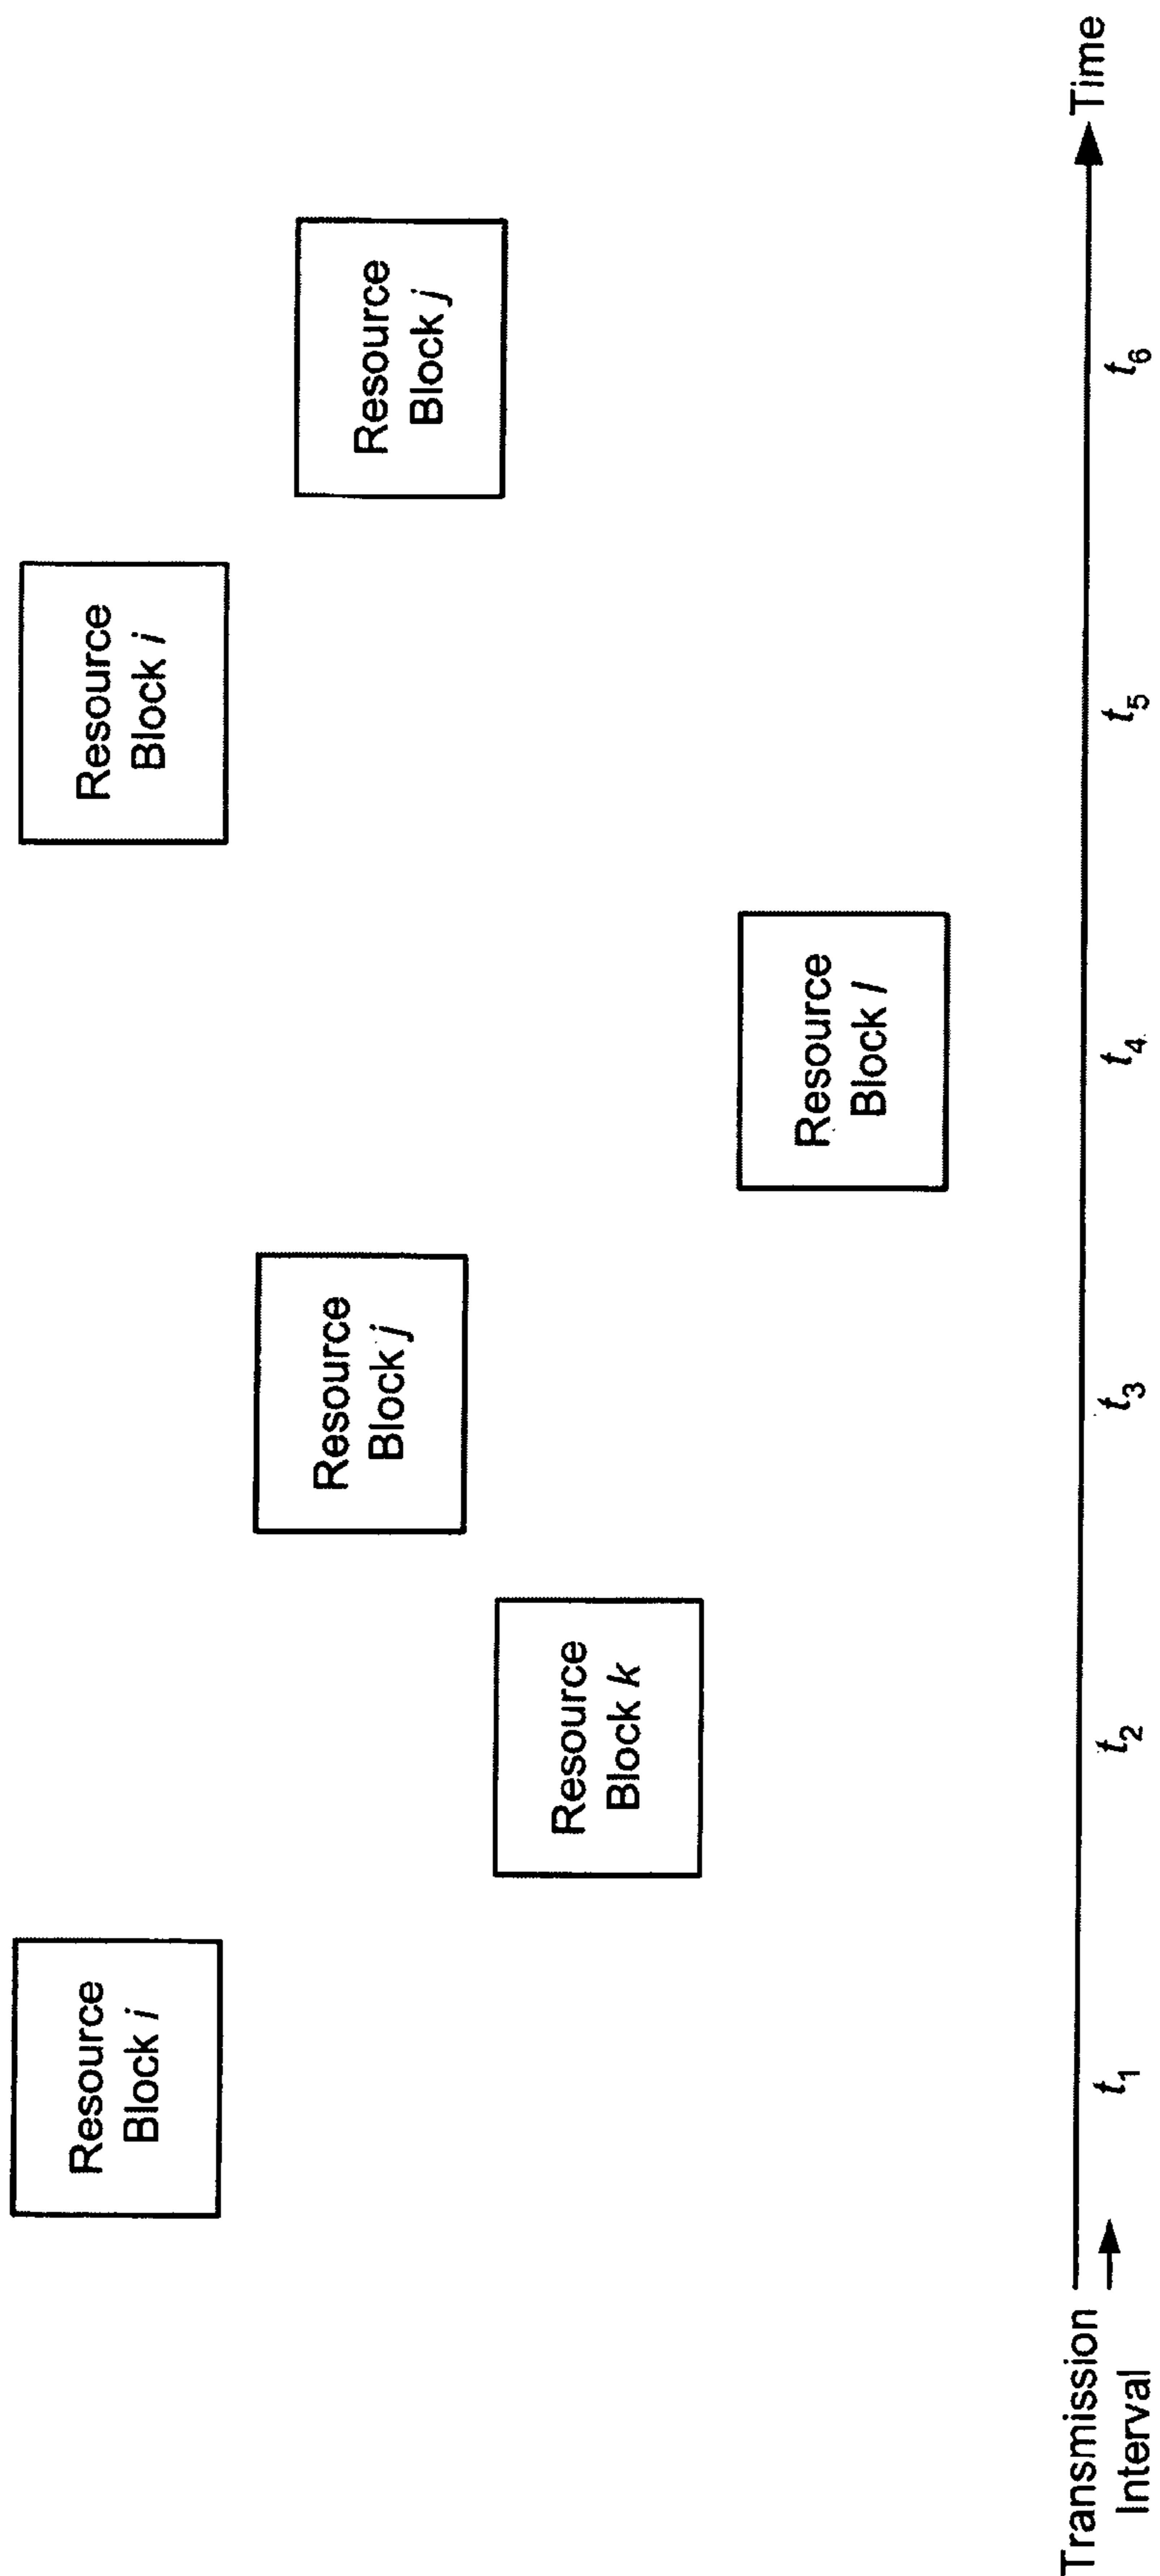 Resource
Block i
Resource
Block k
Resource
Block j
Resource
Block l
Resource
Block i
Resource
Block j
Time
Transmission
Interval
t1
t2
t3
t4
t5
t6